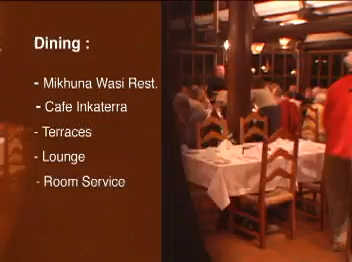 Dining :
- Mikhuna Wasi Rest.
- Cafe Inkaterra
- Terraces
- Lounge
- Room Service